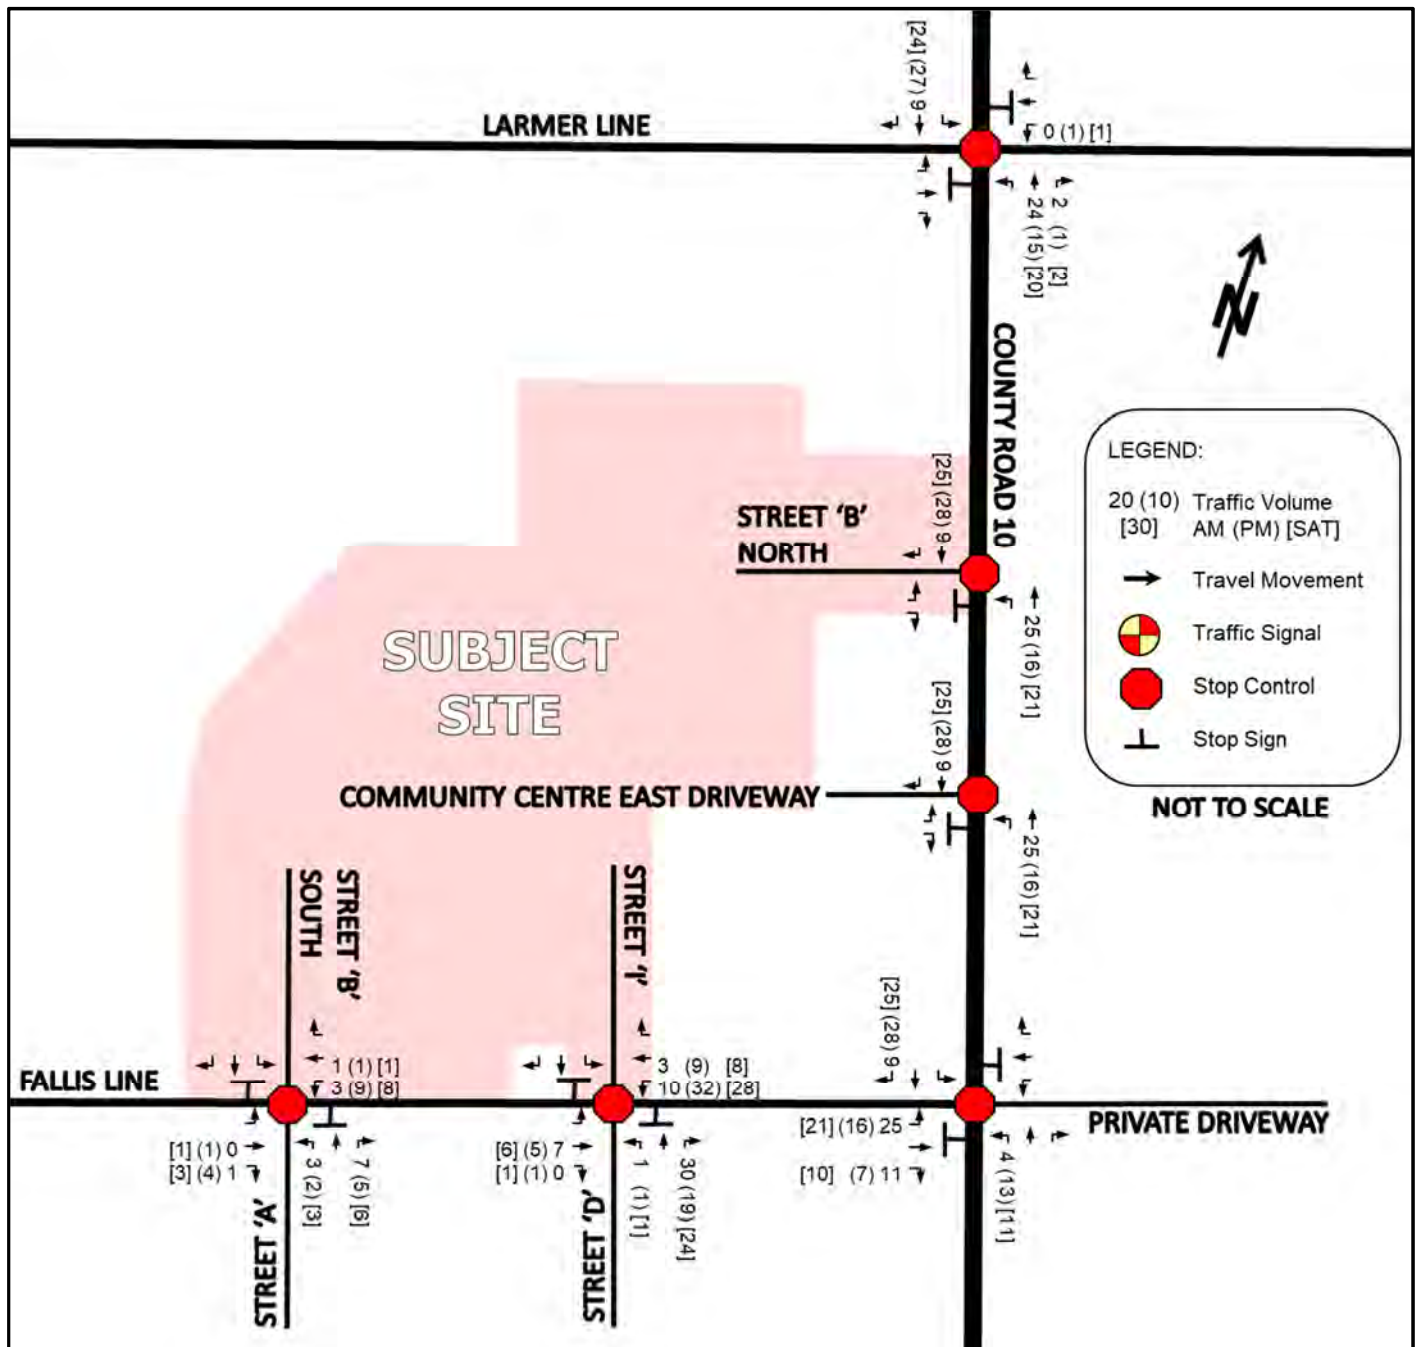 [24] (27) 9
LARMER LINE
0 (1) [1]
2 (1) [2]
24 (15) [20]
N
COUNTY ROAD 10
LEGEND:
20 (10) Traffic Volume
[30] AM (PM) [SAT]
Travel Movement
Traffic Signal
Stop Control
Stop Sign
NOT TO SCALE
[25] (28) 9
STREET 'B'
NORTH
25 (16) [21]
SUBJECT
SITE
[25] (28) 9
COMMUNITY CENTRE EAST DRIVEWAY
25 (16) [21]
STREET 'B'
SOUTH
STREET 'I'
[25] (28) 9
FALLIS LINE
1 (1) [1]
3 (9) [8]
3 (9) [8]
10 (32) [28]
PRIVATE DRIVEWAY
[1] (1) 0
[3] (4) 1
7 (5) [6]
3 (2) [3]
STREET 'A'
[6] (5) 7
[1] (1) 0
30 (19) [24]
1 (1) [1]
STREET 'D'
[21] (16) 25
[10] (7) 11
4 (13) [11]